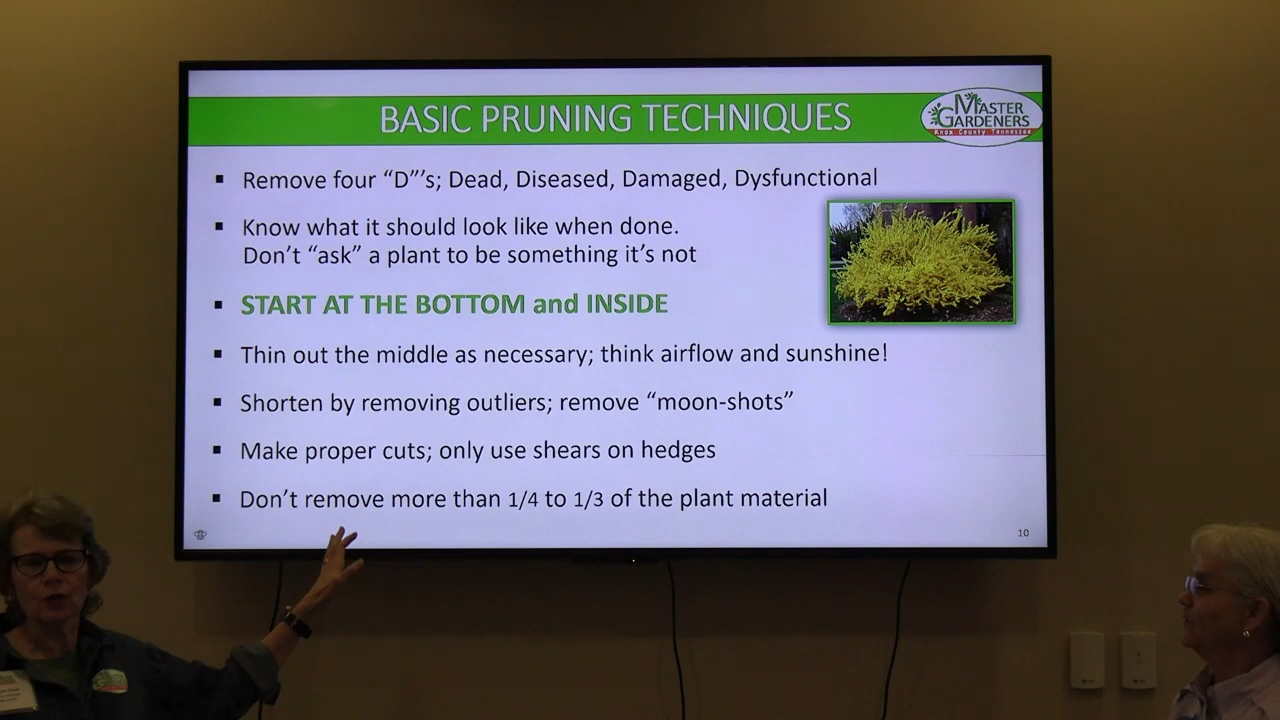 BASIC PRUNING TECHNIQUES
MASTER
GARDENERS
Knox County Tennessee
▪ Remove four “D”’s; Dead, Diseased, Damaged, Dysfunctional
▪ Know what it should look like when done.
Don’t “ask” a plant to be something it’s not
▪ START AT THE BOTTOM and INSIDE
▪ Thin out the middle as necessary; think airflow and sunshine!
▪ Shorten by removing outliers; remove “moon-shots”
▪ Make proper cuts; only use shears on hedges
▪ Don’t remove more than 1/4 to 1/3 of the plant material
10